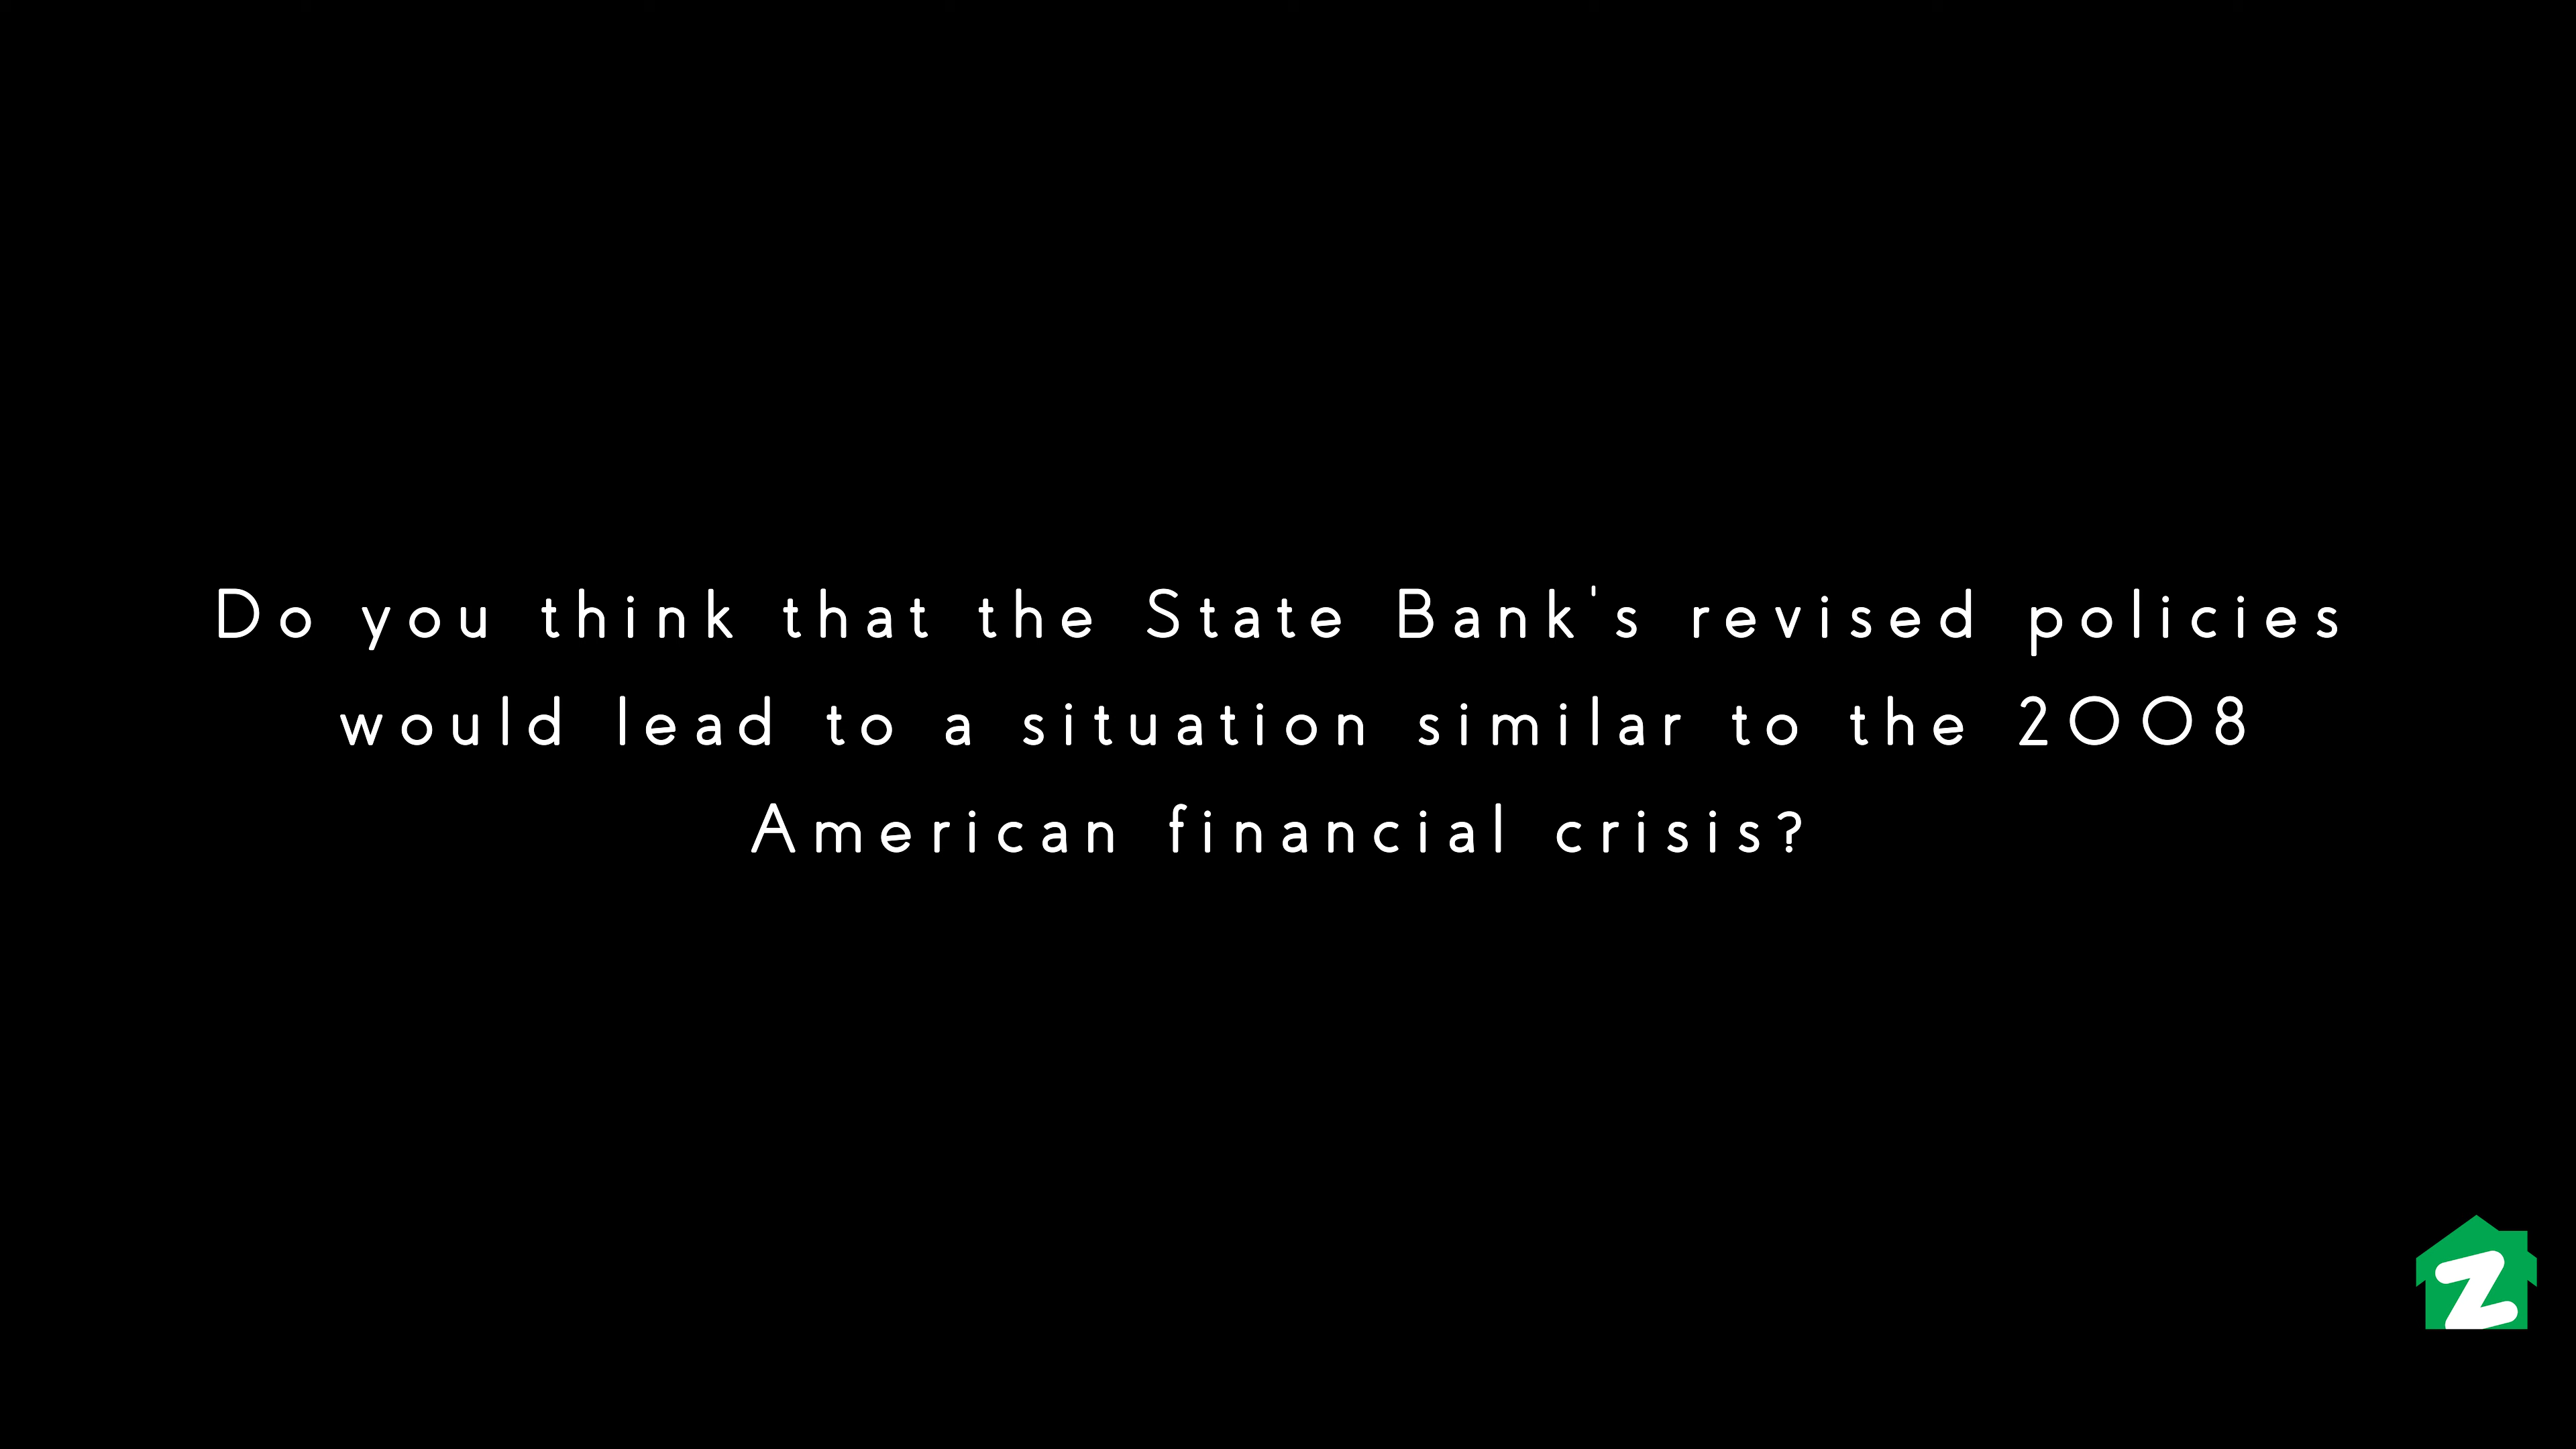 Do you think that the State Bank's revised policies
would lead to a situation similar to the 2008
American financial crisis?
Z